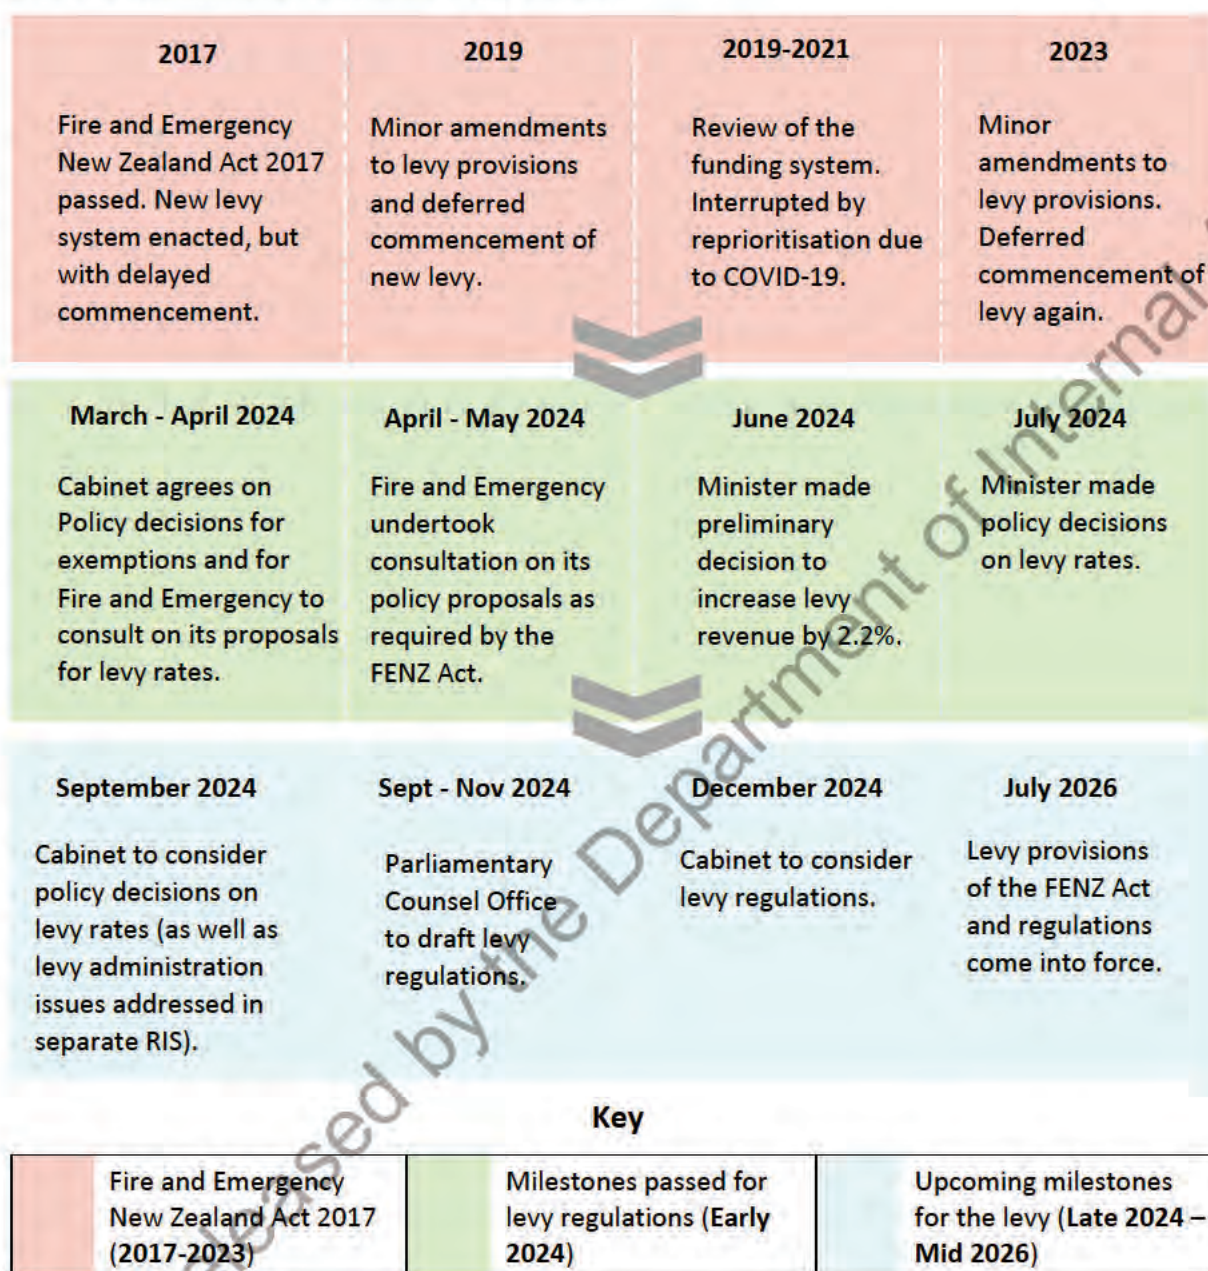 2017
Fire and Emergency
New Zealand Act 2017
passed. New levy
system enacted, but
with delayed
commencement.
2019
Minor amendments
to levy provisions
and deferred
commencement of
new levy.
2019-2021
Review of the
funding system.
Interrupted by
reprioritisation due
to COVID-19.
2023
Minor
amendments to
levy provisions.
Deferred
commencement of
levy again.
March - April 2024
Cabinet agrees on
Policy decisions for
exemptions and for
Fire and Emergency to
consult on its proposals
for levy rates.
April - May 2024
Fire and Emergency
undertook
consultation on its
policy proposals as
required by the
FENZ Act.
June 2024
Minister made
preliminary
decision to
increase levy
revenue by 2.2%.
July 2024
Minister made
policy decisions
on levy rates.
September 2024
Cabinet to consider
policy decisions on
levy rates (as well as
levy administration
issues addressed in
separate RIS).
Sept - Nov 2024
Parliamentary
Counsel Office
to draft levy
regulations.
December 2024
Cabinet to consider
levy regulations.
July 2026
Levy provisions
of the FENZ Act
and regulations
come into force.
Key
Fire and Emergency
New Zealand Act 2017
(2017-2023)
Milestones passed for
levy regulations (Early
2024)
Upcoming milestones
for the levy (Late 2024 –
Mid 2026)
eleased by the Department of Internal